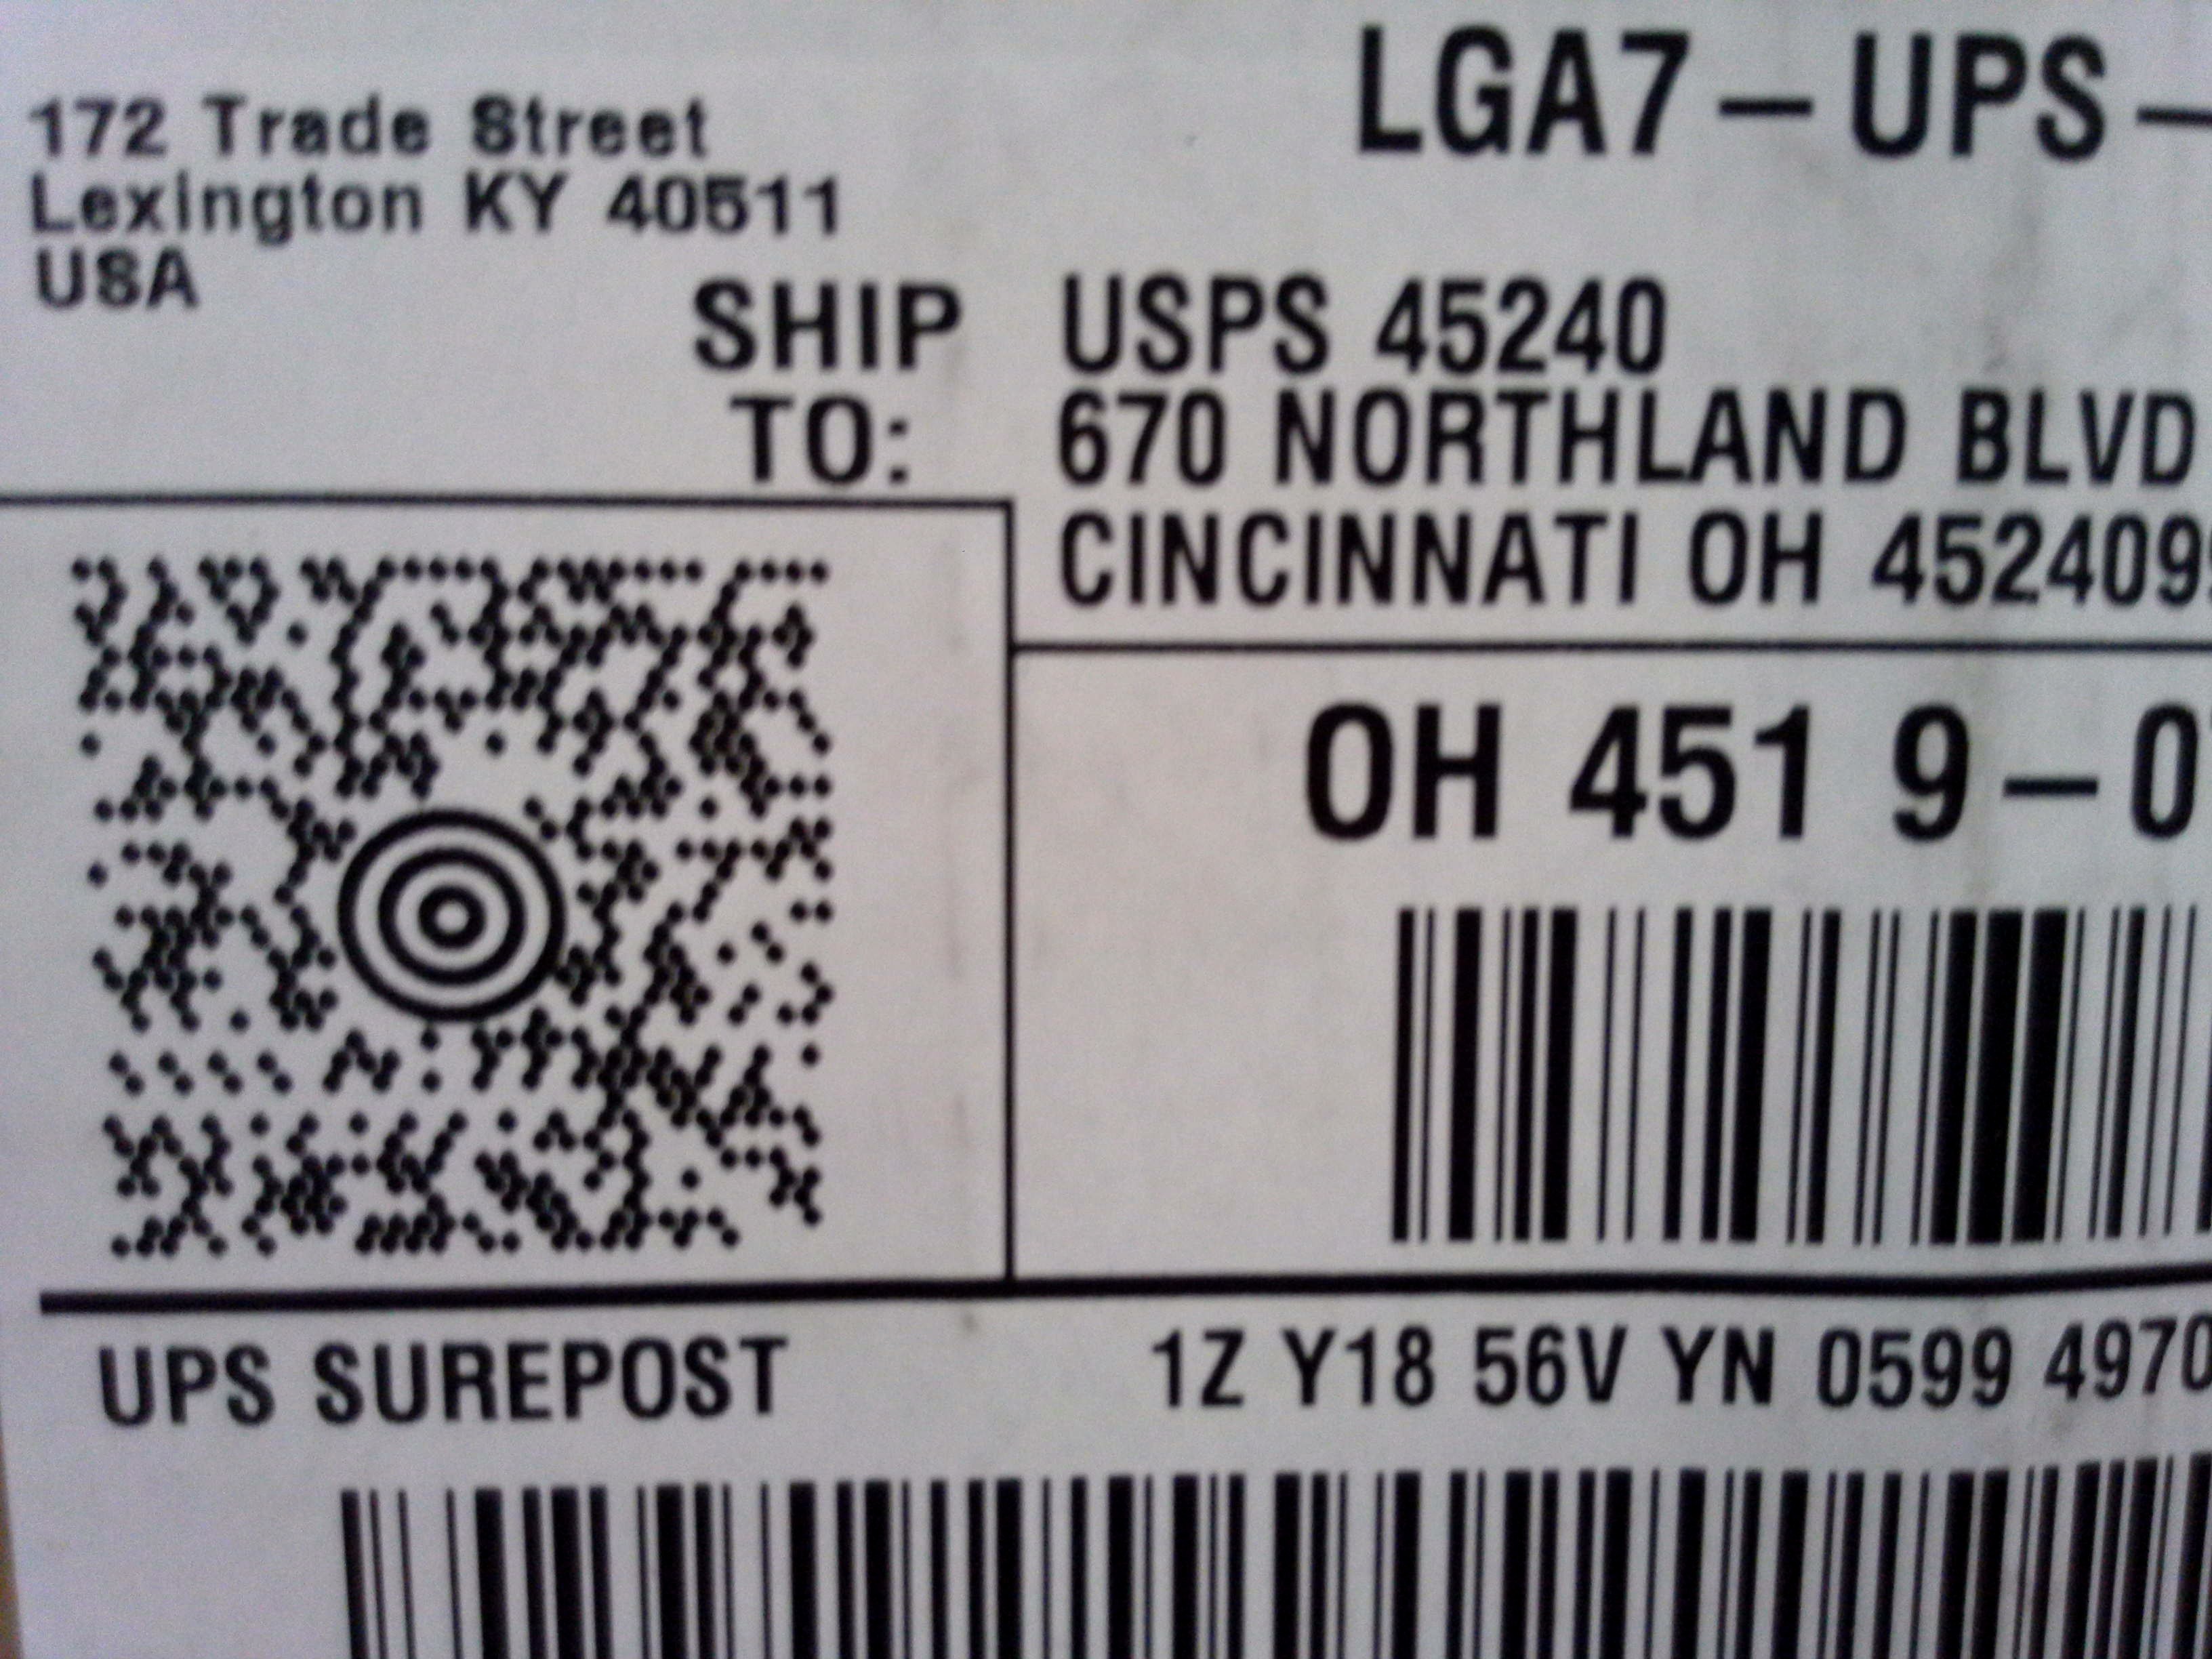 LGA7-UPS-
172 Trade Street
Lexington KY 40511
USA
SHIP TO:
USPS 45240
670 NORTHLAND BLVD
CINCINNATI OH 452409
OH 451 9-0
UPS SUREPOST
1Z Y18 56V YN 0599 4970